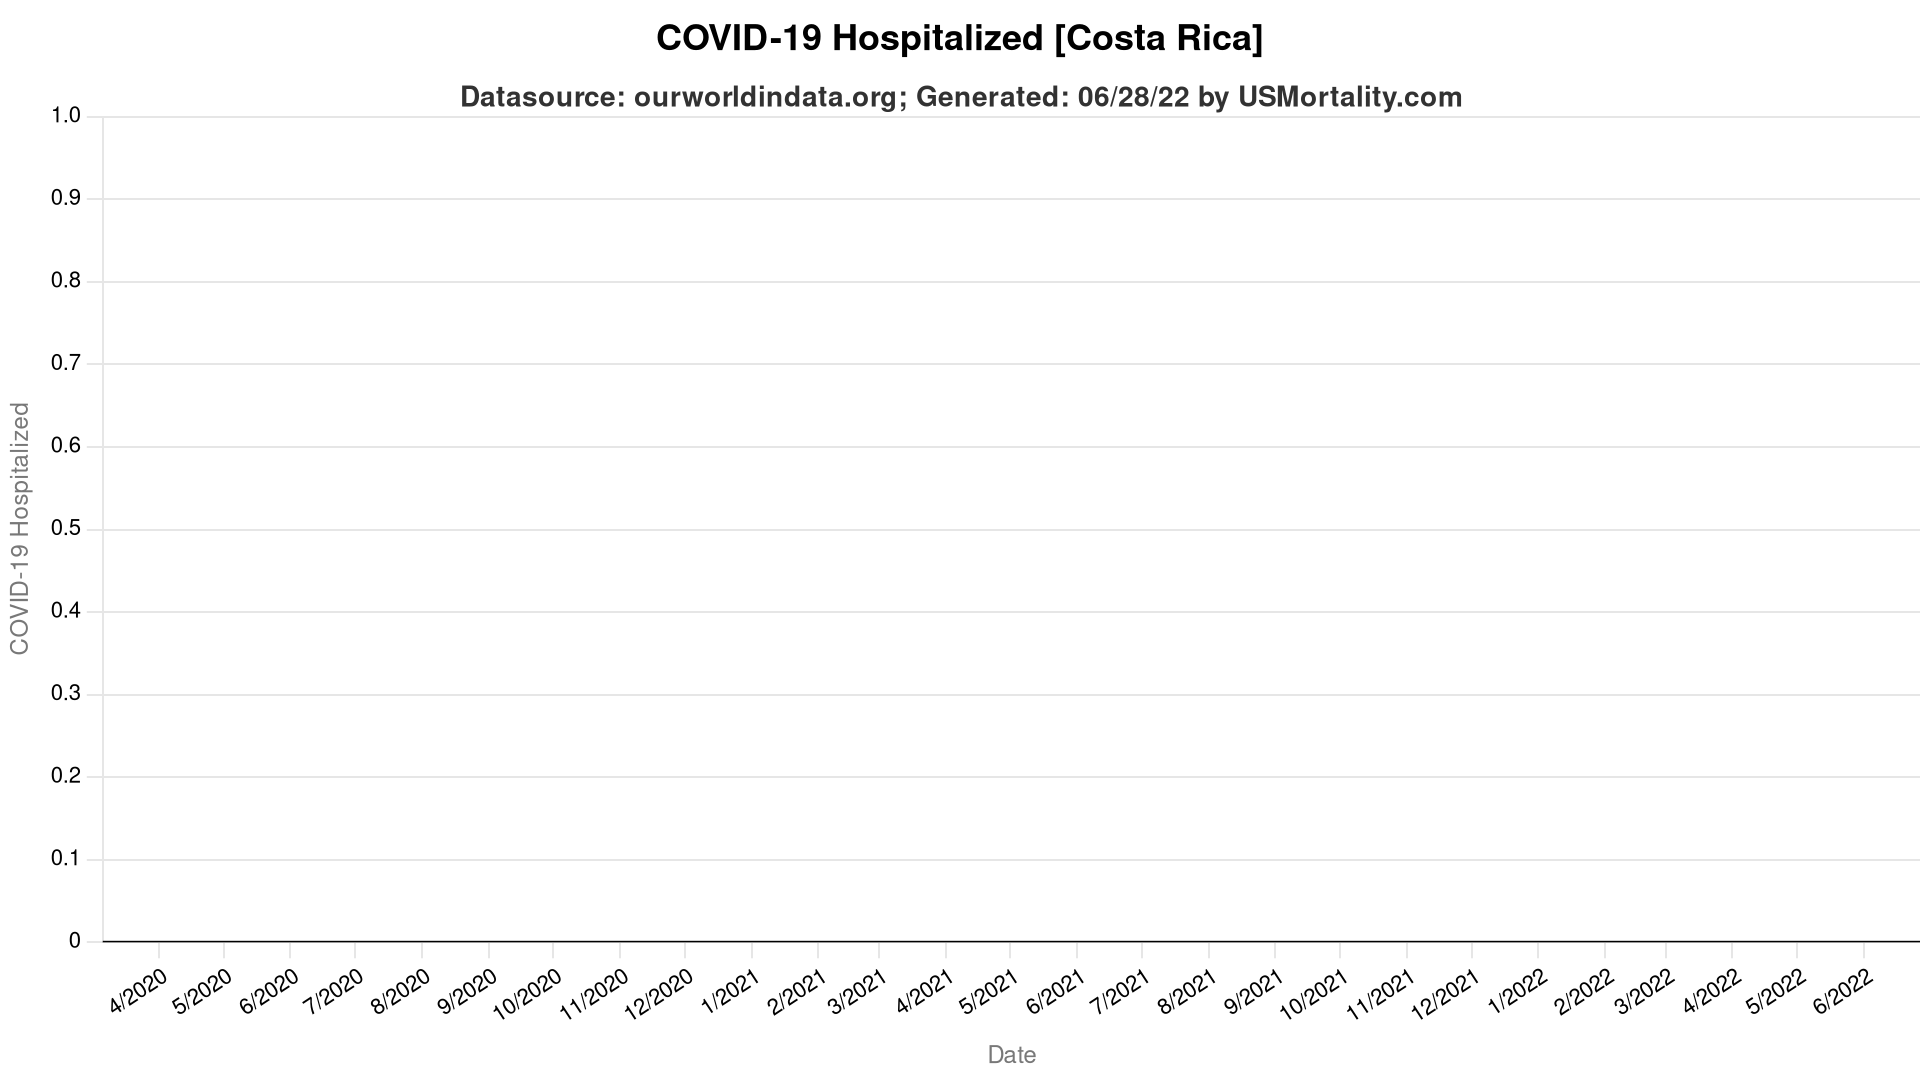 COVID-19 Hospitalized [Costa Rica]
Datasource: ourworldindata.org; Generated: 06/28/22 by USMortality.com
1.0
0.9
0.8
0.7
0.6
0.5
0.4
0.3
0.2
0.1
0
COVID-19 Hospitalized
4/2020 5/2020 6/2020 7/2020 8/2020 9/2020 10/2020 11/2020 12/2020 1/2021 2/2021 3/2021 4/2021 5/2021 6/2021 7/2021 8/2021 9/2021 10/2021 11/2021 12/2021 1/2022 2/2022 3/2022 4/2022 5/2022 6/2022
Date